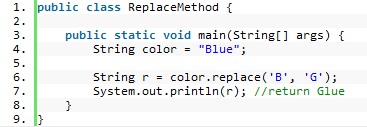 1. public class ReplaceMethod {
2.
3. public static void main(String[] args) {
4. String color = "Blue";
5.
6. String r = color.replace('B', 'G');
7. System.out.println(r); //return Glue
8. }
9. }